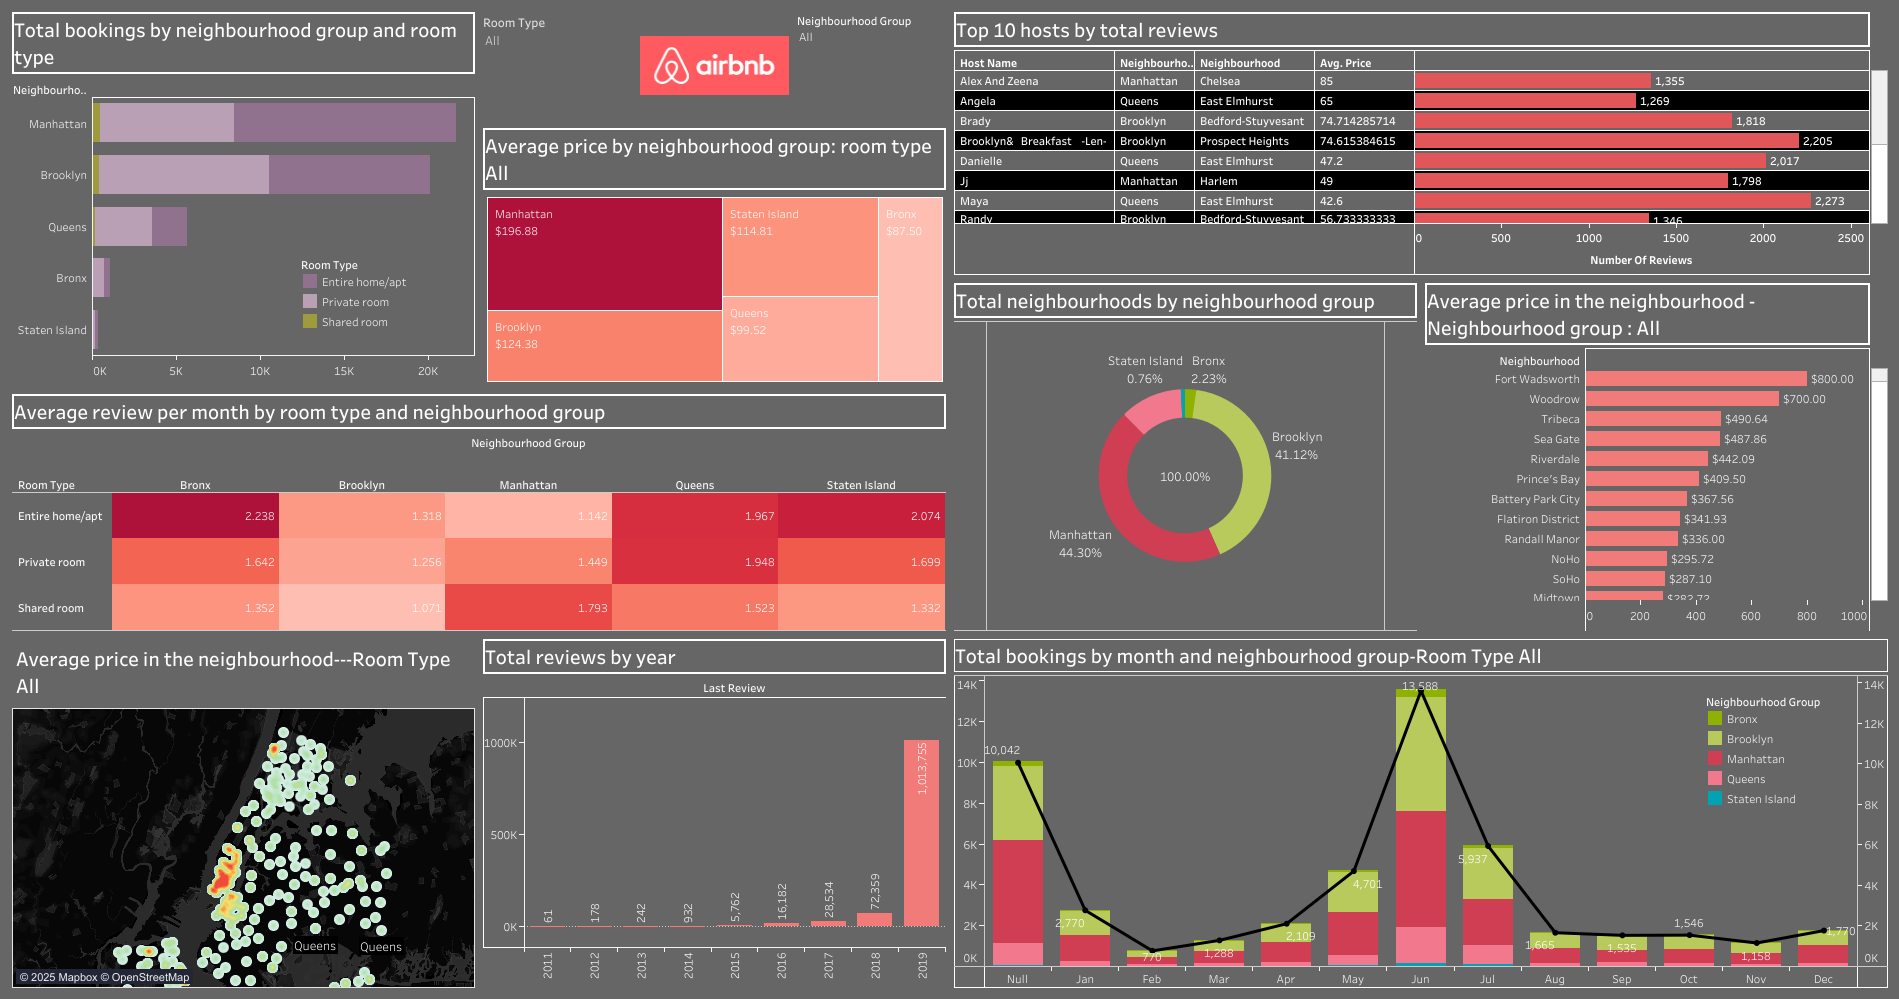 Total bookings by neighbourhood group and room
type
Neighbourho..
Manhattan
Brooklyn
Queens
Bronx
Staten Island
0K 5K 10K 15K 20K
Room Type
Entire home/apt
Private room
Shared room
Room Type
All
airbnb
Neighbourhood Group
All
Average price by neighbourhood group: room type
All
Manhattan
$196.88
Brooklyn
$124.38
Staten Island
$114.81
Queens
$99.52
Bronx
$87.50
Top 10 hosts by total reviews
Host Name Neighbourho.. Neighbourhood Avg. Price
Alex And Zeena Manhattan Chelsea 85 1,355
Angela Queens East Elmhurst 65 1,269
Brady Brooklyn Bedford-Stuyvesant 74.714285714 1,818
Brooklyn& Breakfast -Len- Brooklyn Prospect Heights 74.615384615 2,205
Danielle Queens East Elmhurst 47.2 2,017
Jj Manhattan Harlem 49 1,798
Maya Queens East Elmhurst 42.6 2,273
Randy Brooklyn Bedford-Stuyvesant 56.733333333 1,346
0 500 1000 1500 2000 2500
Number Of Reviews
Average review per month by room type and neighbourhood group
Neighbourhood Group
Room Type Bronx Brooklyn Manhattan Queens Staten Island
Entire home/apt 2.238 1.318 1.142 1.967 2.074
Private room 1.642 1.256 1.449 1.948 1.699
Shared room 1.352 1.071 1.793 1.523 1.332
Total neighbourhoods by neighbourhood group
Staten Island
0.76%
Bronx
2.23%
Brooklyn
41.12%
100.00%
Manhattan
44.30%
Average price in the neighbourhood -
Neighbourhood group : All
Neighbourhood
Fort Wadsworth $800.00
Woodrow $700.00
Tribeca $490.64
Sea Gate $487.86
Riverdale $442.09
Prince's Bay $409.50
Battery Park City $367.56
Flatiron District $341.93
Randall Manor $336.00
NoHo $295.72
SoHo $287.10
Midtown $282.72
0 200 400 600 800 1000
Average price in the neighbourhood---Room Type
All
Queens
Queens
© 2025 Mapbox © OpenStreetMap
Total reviews by year
Last Review
1000K
500K
0K
61
178
242
932
5,762
16,182
28,534
72,359
1,013,755
2011 2012 2013 2014 2015 2016 2017 2018 2019
Total bookings by month and neighbourhood group-Room Type All
14K
12K
10K
8K
6K
4K
2K
0K
10,042
2,770
770
1,288
2,109
4,701
13,588
5,937
1,665
1,535
1,546
1,158
1,770
Neighbourhood Group
Bronx
Brooklyn
Manhattan
Queens
Staten Island
14K
12K
10K
8K
6K
4K
2K
0K
Null Jan Feb Mar Apr May Jun Jul Aug Sep Oct Nov Dec